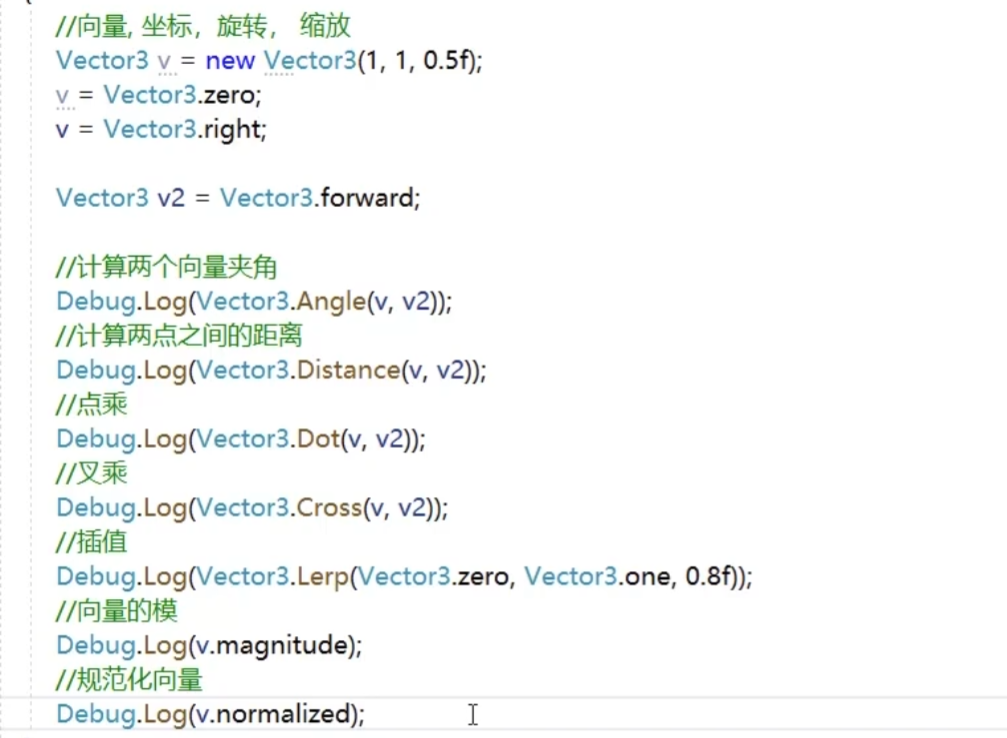 //向量, 坐标， 旋转， 缩放
Vector3 v = new Vector3(1, 1, 0.5f);
v = Vector3.zero;
v = Vector3.right;
Vector3 v2 = Vector3.forward;
//计算两个向量夹角
Debug.Log(Vector3.Angle(v, v2));
//计算两点之间的距离
Debug.Log(Vector3.Distance(v, v2));
//点乘
Debug.Log(Vector3.Dot(v, v2));
//叉乘
Debug.Log(Vector3.Cross(v, v2));
//插值
Debug.Log(Vector3.Lerp(Vector3.zero, Vector3.one, 0.8f));
//向量的模
Debug.Log(v.magnitude);
//规范化向量
Debug.Log(v.normalized);